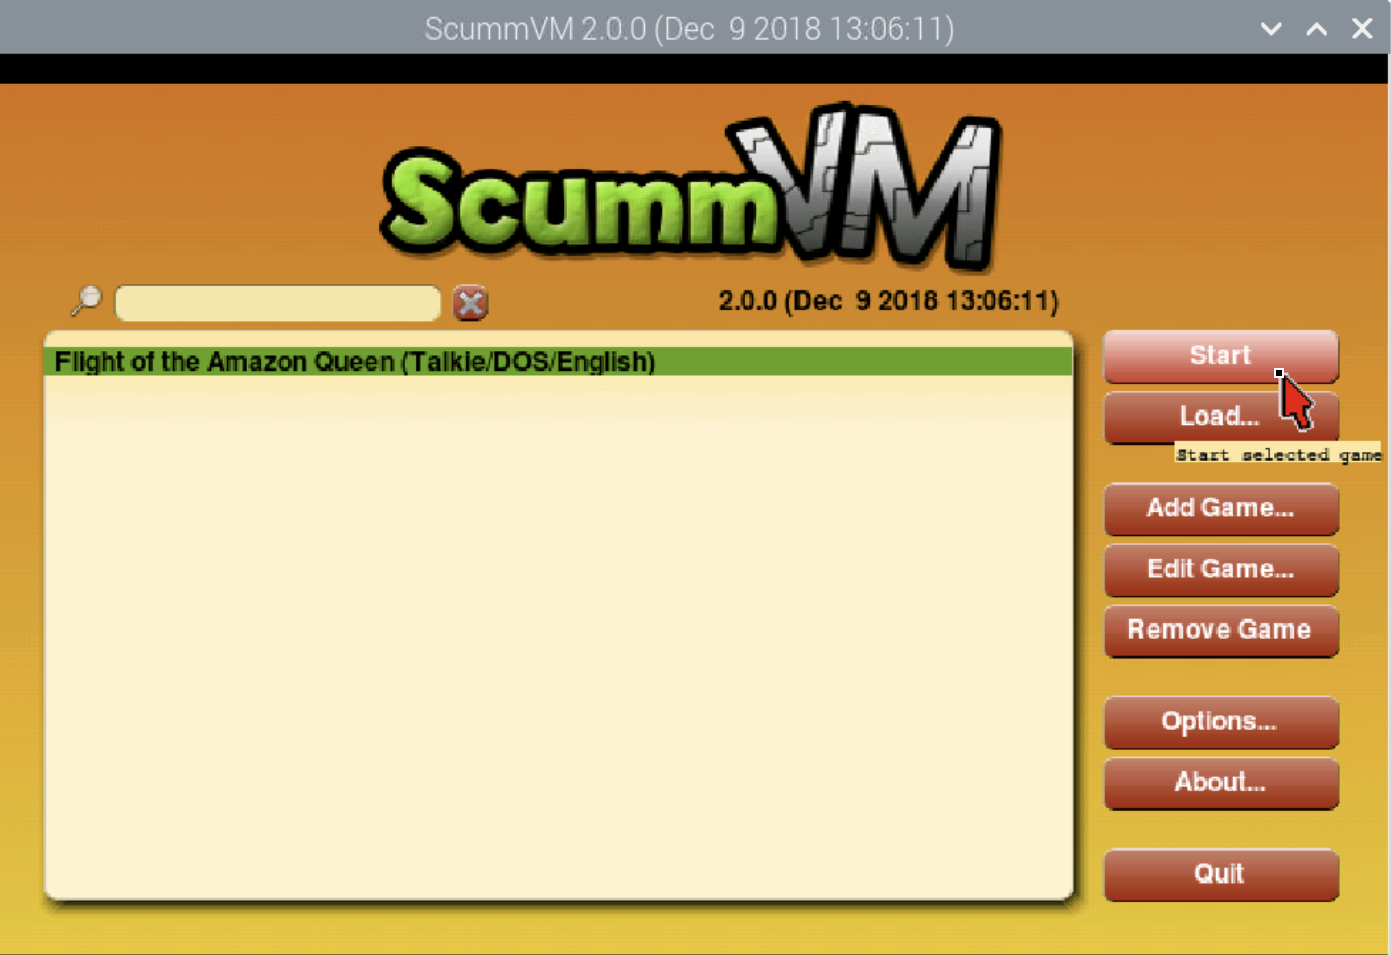 ScummVM 2.0.0 (Dec  9 2018 13:06:11)
ScummVM
2.0.0 (Dec  9 2018 13:06:11)
Flight of the Amazon Queen (Talkie/DOS/English)
Start
Load...
Start selected game
Add Game...
Edit Game...
Remove Game
Options...
About...
Quit